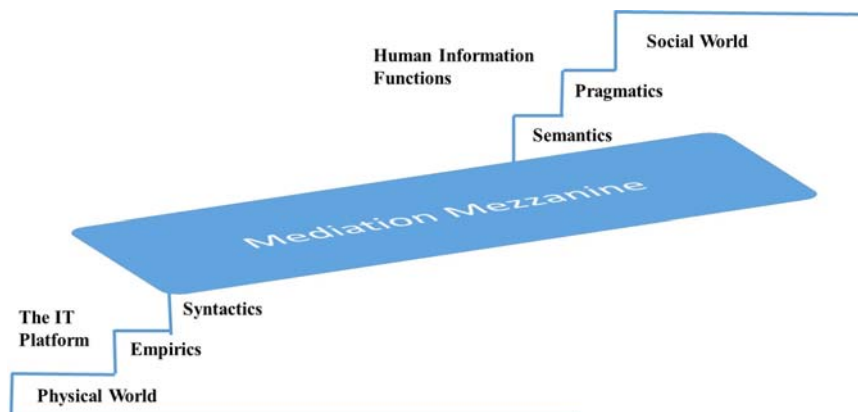 Social World
Human Information
Functions
Pragmatics
Semantics
Mediation Mezzanine
Syntactics
The IT
Platform
Empirics
Physical World